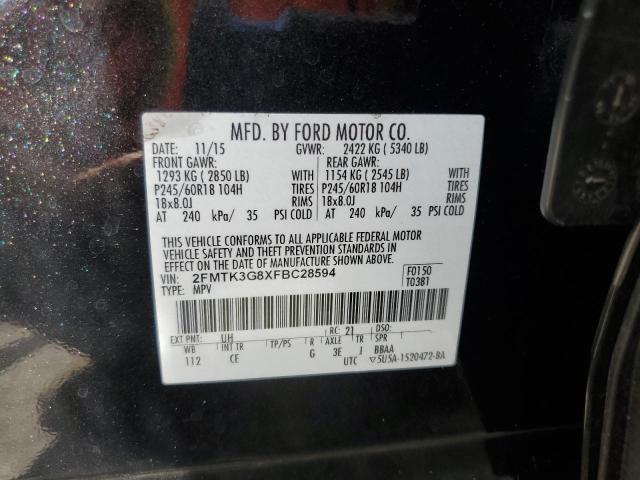 MFD. BY FORD MOTOR CO.
DATE: 11/15 GVWR: 2422 KG ( 5340 LB)
FRONT GAWR: REAR GAWR:
1293 KG ( 2850 LB) WITH 1154 KG ( 2545 LB) WITH
P245/60R18 104H TIRES P245/60R18 104H TIRES
18x8.0J RIMS 18x8.0J RIMS
AT 240 kPa/ 35 PSI COLD AT 240 kPa/ 35 PSI COLD
THIS VEHICLE CONFORMS TO ALL APPLICABLE FEDERAL MOTOR
VEHICLE SAFETY AND THEFT PREVENTION STANDARDS IN
EFFECT ON THE DATE OF MANUFACTURE SHOWN ABOVE.
VIN: 2FMTK3G8XFBC28594 F0150
TYPE: MPV T0381
EXT PNT: UH RC: 21 DSO:
WB INT TR TP/PS R AXLE TR SPR
112 CE G 3E J BBAA
UTC ▽5U5A-1520472-BA